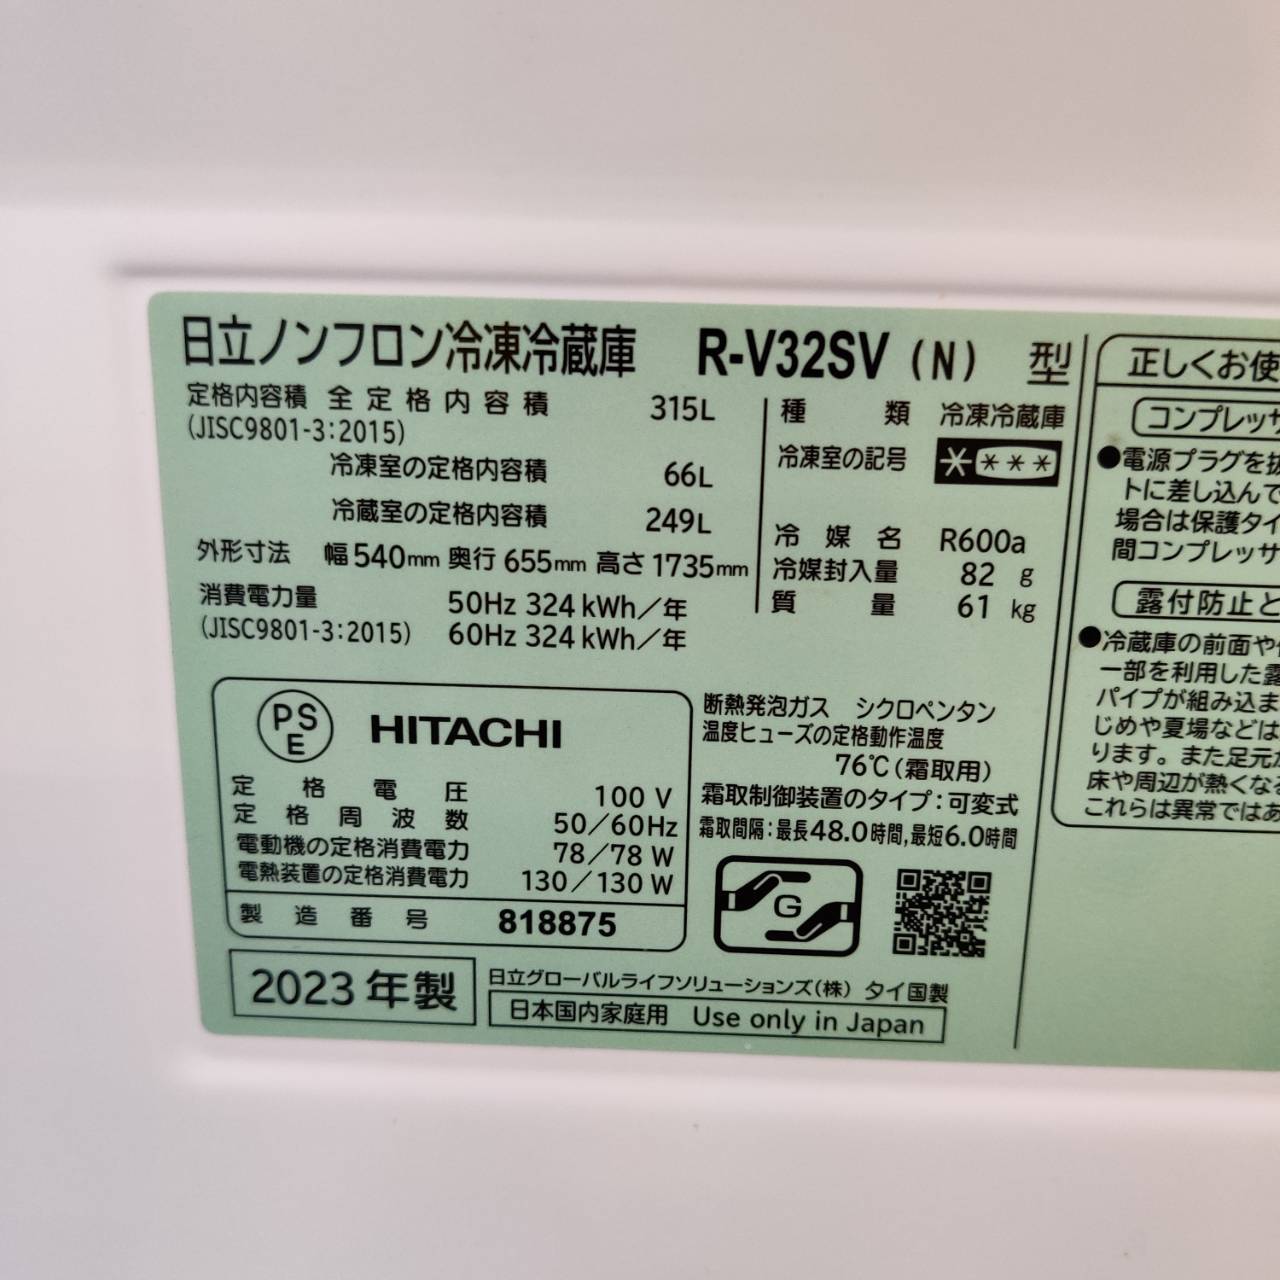 日立ノンフロン冷凍冷蔵庫 R-V32SV (N) 型
定格内容積 全定格内容積 315L
(JISC9801-3:2015)
冷凍室の定格内容積 66L
冷蔵室の定格内容積 249L
外形寸法 幅540mm 奥行655mm 高さ1735mm
消費電力量 50Hz 324kWh/年
(JISC9801-3:2015) 60Hz 324kWh/年
種類 冷凍冷蔵庫
冷凍室の記号 ****
冷媒名 R600a
冷媒封入量 82 g
質量 61 kg
PSE HITACHI
定格電圧 100V
定格周波数 50/60Hz
電動機の定格消費電力 78/78W
電熱装置の定格消費電力 130/130W
製造番号 818875
断熱発泡ガス シクロペンタン
温度ヒューズの定格動作温度
76℃(霜取用)
霜取制御装置のタイプ:可変式
霜取間隔:最長48.0時間,最短6.0時間
G
2023年製
日立グローバルライフソリューションズ(株) タイ国製
日本国内家庭用 Use only in Japan
正しくお使
コンプレッサ
●電源プラグを抜
トに差し込んで
場合は保護タイ
間コンプレッサ
露付防止と
●冷蔵庫の前面や
一部を利用した露
パイプが組み込ま
じめや夏場などは
ります。また足元
床や周辺が熱くなる
これらは異常ではあ